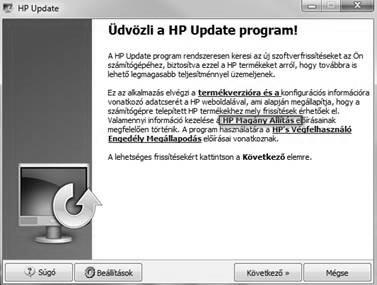 HP Update
Üdvözli a HP Update program!
A HP Update program rendszeresen keresi az új szoftverfrissítéseket az Ön
számítógépéhez, biztosítva ezzel a HP termékeket arról, hogy továbbra is a
lehető legmagasabb teljesítménnyel üzemeljenek.
Ez az alkalmazás elvégzi a termékverzióra és a konfigurációs információra
vonatkozó adatcserét a HP weboldalával, ami alapján megállapítja, hogy a
számítógépre telepített HP termékekhez mely frissítések érhetőek el.
Valamennyi információ kezelése a HP Magány Állítás előírásainak
megfelelően történik. A program használatára a HP's Végfelhasználó
Engedély Megállapodás előírásai vonatkoznak.
A lehetséges frissítésekért kattintson a Következő elemre.
Súgó
Beállítások
Következő »
Mégse